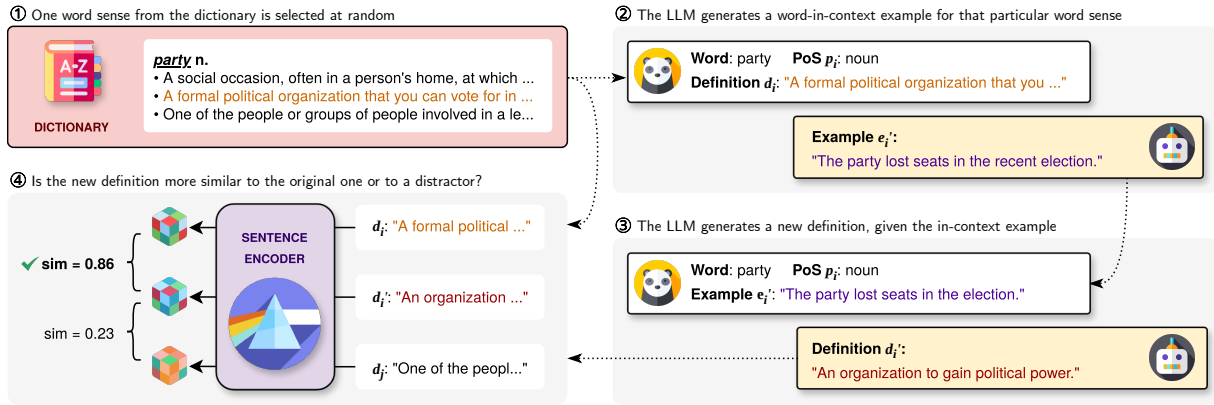 ① One word sense from the dictionary is selected at random
A-Z
DICTIONARY
party n.
• A social occasion, often in a person's home, at which ...
• A formal political organization that you can vote for in ...
• One of the people or groups of people involved in a le...
② The LLM generates a word-in-context example for that particular word sense
Word: party PoS pᵢ: noun
Definition dᵢ: "A formal political organization that you ..."
Example eᵢ':
"The party lost seats in the recent election."
③ The LLM generates a new definition, given the in-context example
Word: party PoS pᵢ: noun
Example eᵢ': "The party lost seats in the election."
Definition dᵢ':
"An organization to gain political power."
④ Is the new definition more similar to the original one or to a distractor?
sim = 0.86
sim = 0.23
SENTENCE
ENCODER
dᵢ: "A formal political ..."
dᵢ': "An organization ..."
dⱼ: "One of the peopl..."